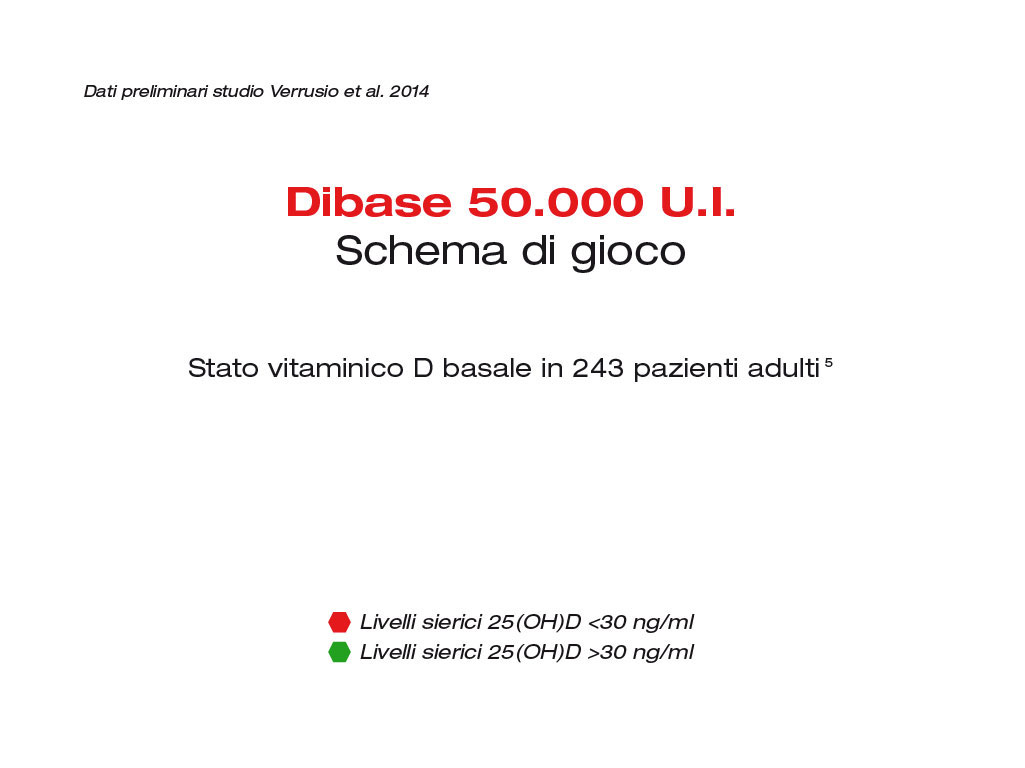 Dati preliminari studio Verrusio et al. 2014
Dibase 50.000 U.I.
Schema di gioco
Stato vitaminico D basale in 243 pazienti adulti ⁵
Livelli sierici 25(OH)D <30 ng/ml
Livelli sierici 25(OH)D >30 ng/ml